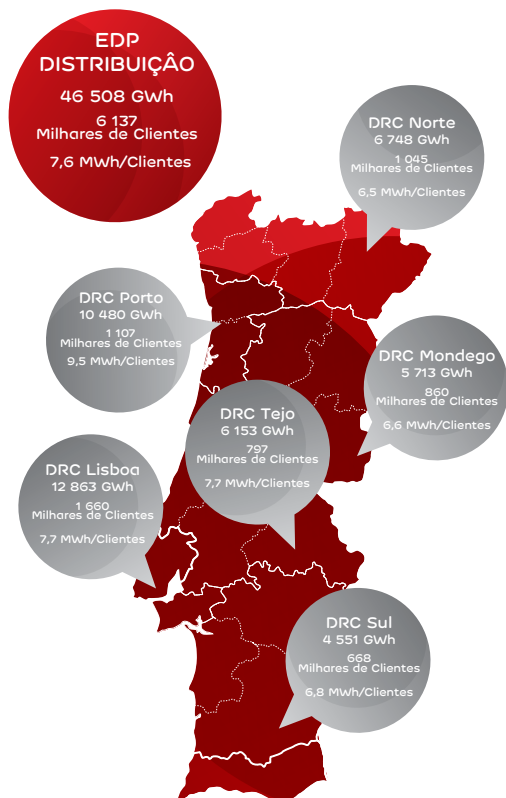 EDP
DISTRIBUIÇÂO
46 508 GWh
6 137
Milhares de Clientes
7,6 MWh/Clientes
DRC Norte
6 748 GWh
1 045
Milhares de Clientes
6,5 MWh/Clientes
DRC Porto
10 480 GWh
1 107
Milhares de Clientes
9,5 MWh/Clientes
DRC Mondego
5 713 GWh
860
Milhares de Clientes
6,6 MWh/Clientes
DRC Tejo
6 153 GWh
797
Milhares de Clientes
7,7 MWh/Clientes
DRC Lisboa
12 863 GWh
1 660
Milhares de Clientes
7,7 MWh/Clientes
DRC Sul
4 551 GWh
668
Milhares de Clientes
6,8 MWh/Clientes